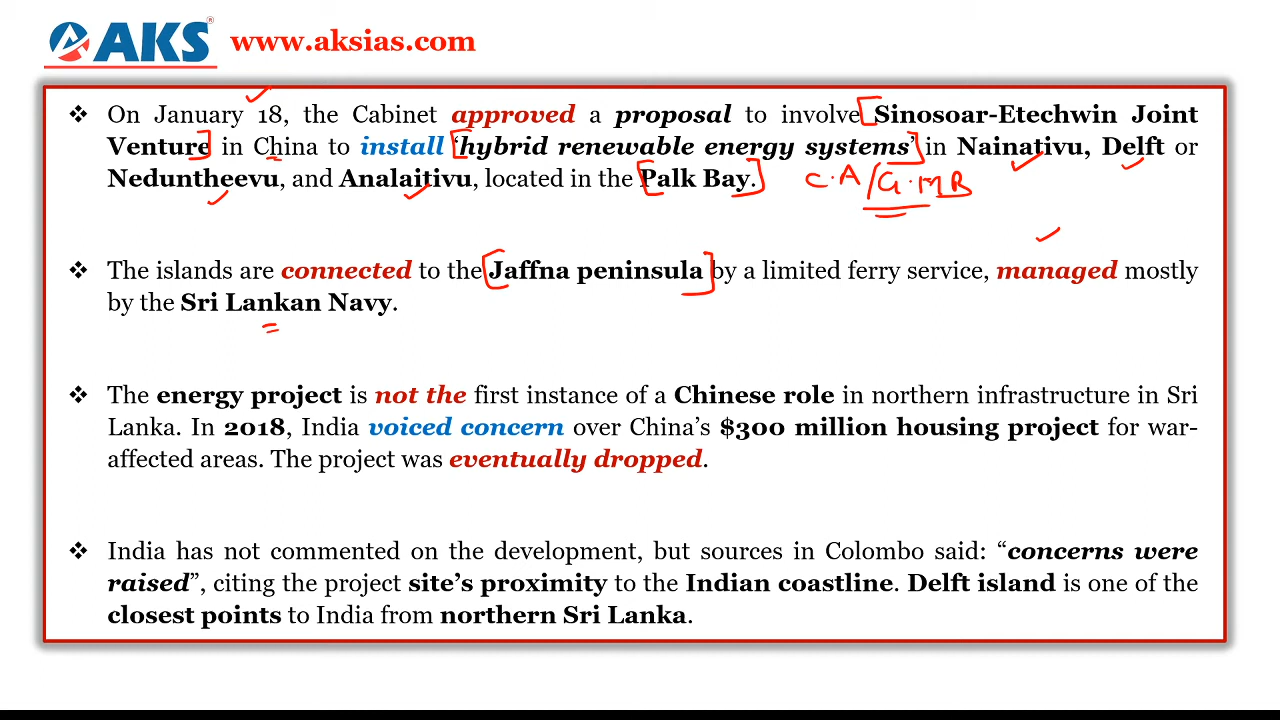 AKS
www.aksias.com
❖ On January 18, the Cabinet approved a proposal to involve Sinosoar-Etechwin Joint
Venture in China to install ‘hybrid renewable energy systems’ in Nainativu, Delft or
Neduntheevu, and Analaitivu, located in the Palk Bay.
C.A/G.MB
❖ The islands are connected to the Jaffna peninsula by a limited ferry service, managed mostly
by the Sri Lankan Navy.
❖ The energy project is not the first instance of a Chinese role in northern infrastructure in Sri
Lanka. In 2018, India voiced concern over China’s $300 million housing project for war-
affected areas. The project was eventually dropped.
❖ India has not commented on the development, but sources in Colombo said: “concerns were
raised”, citing the project site’s proximity to the Indian coastline. Delft island is one of the
closest points to India from northern Sri Lanka.